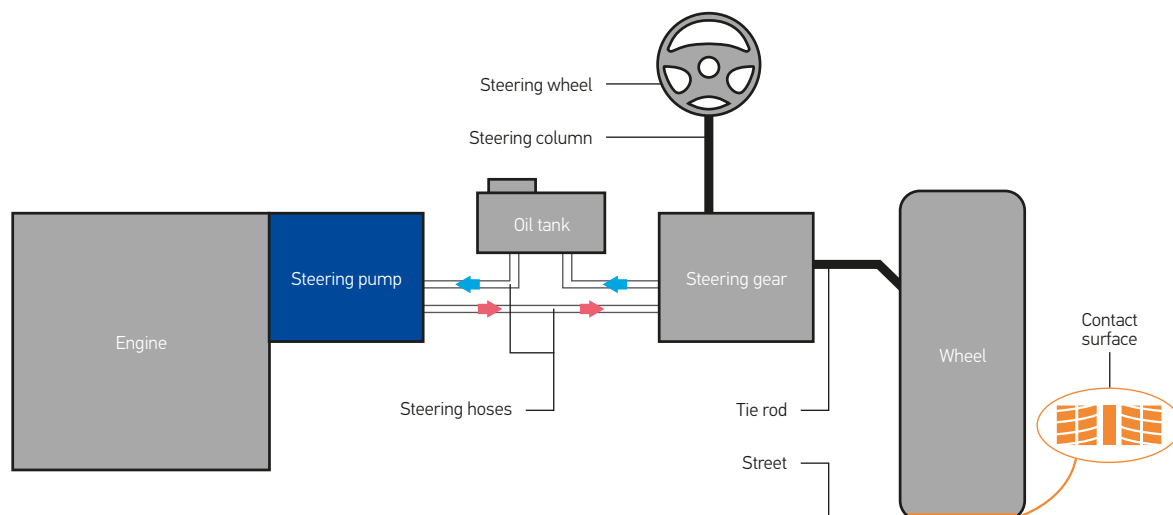 Steering wheel
Steering column
Oil tank
Steering pump
Steering gear
Engine
Wheel
Contact
surface
Steering hoses
Tie rod
Street